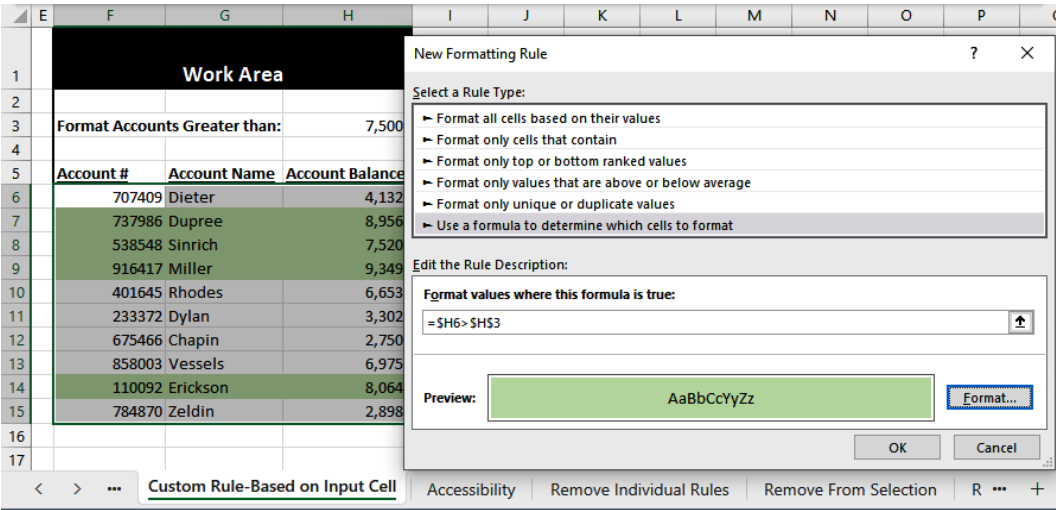 E F G H I J K L M N O P
1 Work Area
2
3 Format Accounts Greater than: 7,500
4
5 Account # Account Name Account Balance
6 707409 Dieter 4,132
7 737986 Dupree 8,956
8 538548 Sinrich 7,520
9 916417 Miller 9,349
10 401645 Rhodes 6,653
11 233372 Dylan 3,302
12 675466 Chapin 2,750
13 858003 Vessels 6,975
14 110092 Erickson 8,064
15 784870 Zeldin 2,898
16
17
New Formatting Rule ?
Select a Rule Type:
► Format all cells based on their values
► Format only cells that contain
► Format only top or bottom ranked values
► Format only values that are above or below average
► Format only unique or duplicate values
► Use a formula to determine which cells to format
Edit the Rule Description:
Format values where this formula is true:
=$H6>$H$3
Preview: AaBbCcYyZz Format...
OK Cancel
< > ••• Custom Rule-Based on Input Cell Accessibility Remove Individual Rules Remove From Selection R ••• +